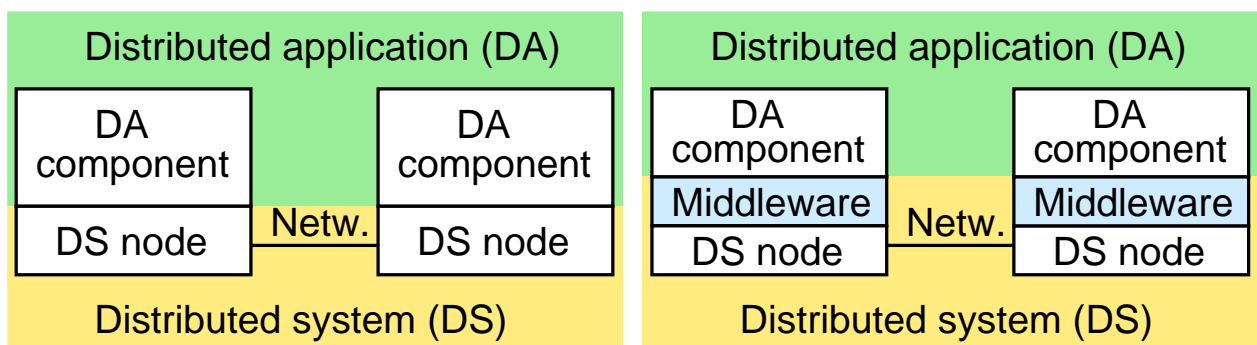 Distributed application (DA)
DA
component
DA
component
DS node
Netw.
DS node
Distributed system (DS)
Distributed application (DA)
DA
component
DA
component
Middleware
Middleware
DS node
Netw.
DS node
Distributed system (DS)